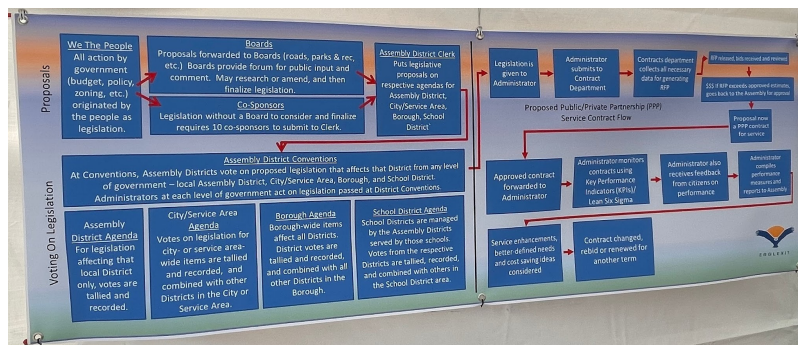 Proposals
We The People
All action by
government
(budget, policy,
zoning, etc.)
originated by
the people as
legislation.
Boards
Proposals forwarded to Boards (roads, parks & rec,
etc.) Boards provide forum for public input and
comment. May research or amend, and then
finalize legislation.
Co-Sponsors
Legislation without a Board to consider and finalize
requires 10 co-sponsors to submit to Clerk.
Assembly District Clerk
Puts legislative
proposals on
respective agendas for
Assembly District,
City/Service Area,
Borough, School
District
Assembly District Conventions
At Conventions, Assembly Districts vote on proposed legislation that affects that District from any level
of government – local Assembly District, City/Service Area, Borough, and School District.
Administrators at each level of government act on legislation passed at District Conventions.
Voting On Legislation
Assembly
District Agenda
For legislation
affecting that
local District
only, votes are
tallied and
recorded.
City/Service Area
Agenda
Votes on legislation for
city- or service area-
wide items are tallied
and recorded, and
combined with other
Districts in the City or
Service Area.
Borough Agenda
Borough-wide items
affect all Districts.
District votes are
tallied and recorded,
and combined with all
other Districts in the
Borough.
School District Agenda
School Districts are managed
by the Assembly Districts
served by those schools.
Votes from the respective
Districts are tallied, recorded,
and combined with others in
the School District area.
Legislation is
given to
Administrator
Administrator
submits to
Contract
Department
Contracts department
collects all necessary
data for generating
RFP
RFP released, bids received and reviewed
$$$ If RFP exceeds approved estimates,
goes back to the Assembly for approval
Proposed Public/Private Partnership (PPP)
Service Contract Flow
Proposal now
a PPP contract
for service
Approved contract
forwarded to
Administrator
Administrator monitors
contracts using
Key Performance
Indicators (KPIs)/
Lean Six Sigma
Administrator also
receives feedback
from citizens on
performance
Administrator
compiles
performance
measures and
reports to Assembly
Service enhancements,
better-defined needs
and cost saving ideas
considered
Contract changed,
rebid or renewed for
another term
EAGLEXIT